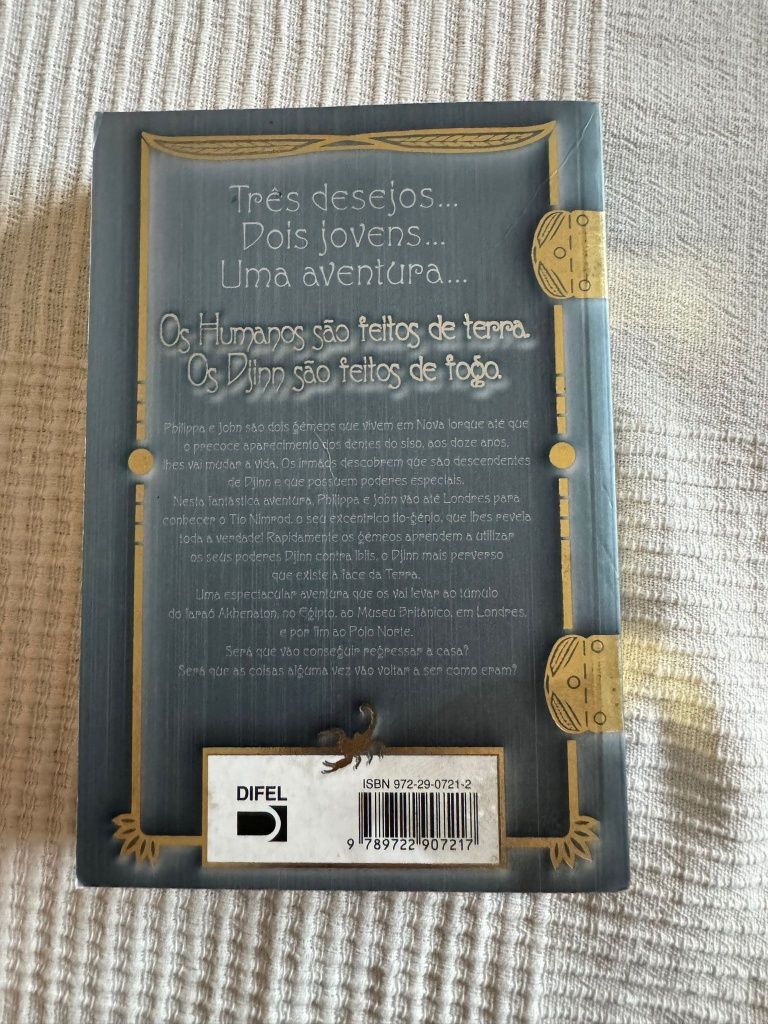 Três desejos...
Dois jovens...
Uma aventura...
Os Humanos são feitos de terra.
Os Djinn são feitos de fogo.
Philippa e John são dois gémeos que vivem em Nova Iorque até que
o precoce aparecimento dos dentes do siso, aos doze anos,
lhes vai mudar a vida. Os irmãos descobrem que são descendentes
de Djinn e que possuem poderes especiais.
Nesta fantástica aventura, Philippa e John vão até Londres para
conhecer o Tio Nimrod, o seu excêntrico tio-génio, que lhes revela
toda a verdade! Rapidamente os gémeos aprendem a utilizar
os seus poderes Djinn contra Iblis, o Djinn mais perverso
que existe à face da Terra.
Uma espectacular aventura que os vai levar ao túmulo
do faraó Akhenaton, no Egipto, ao Museu Britânico, em Londres,
e por fim ao Pólo Norte.
Será que vão conseguir regressar a casa?
Será que as coisas alguma vez vão voltar a ser como eram?
DIFEL
ISBN 972-29-0721-2
9 789722 907217